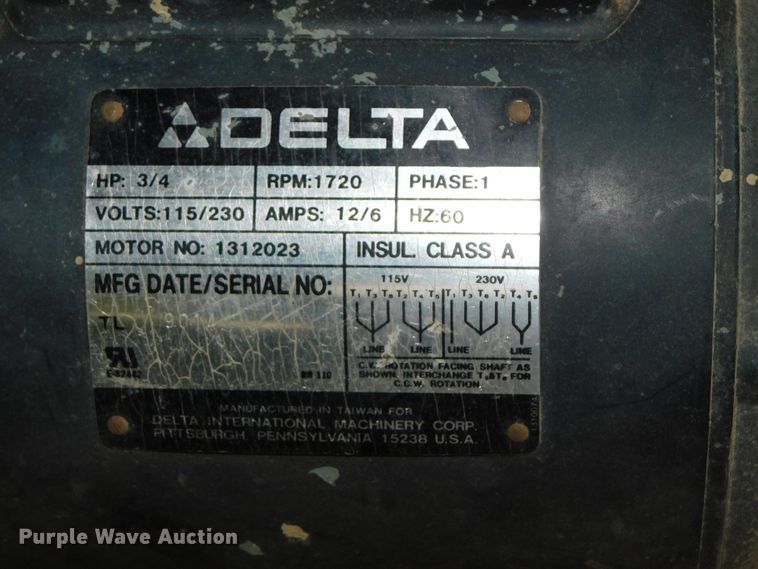 DELTA
HP: 3/4 RPM:1720 PHASE:1
VOLTS:115/230 AMPS: 12/6 HZ:60
MOTOR NO: 1312023 INSUL. CLASS A
MFG DATE/SERIAL NO:
115V 230V
LINE LINE LINE LINE
TL
C.W. ROTATION FACING SHAFT AS
SHOWN. INTERCHANGE FOR
C.C.W. ROTATION.
MANUFACTURED IN TAIWAN FOR
DELTA INTERNATIONAL MACHINERY CORP.
PITTSBURGH, PENNSYLVANIA 15238 U.S.A.
Purple Wave Auction